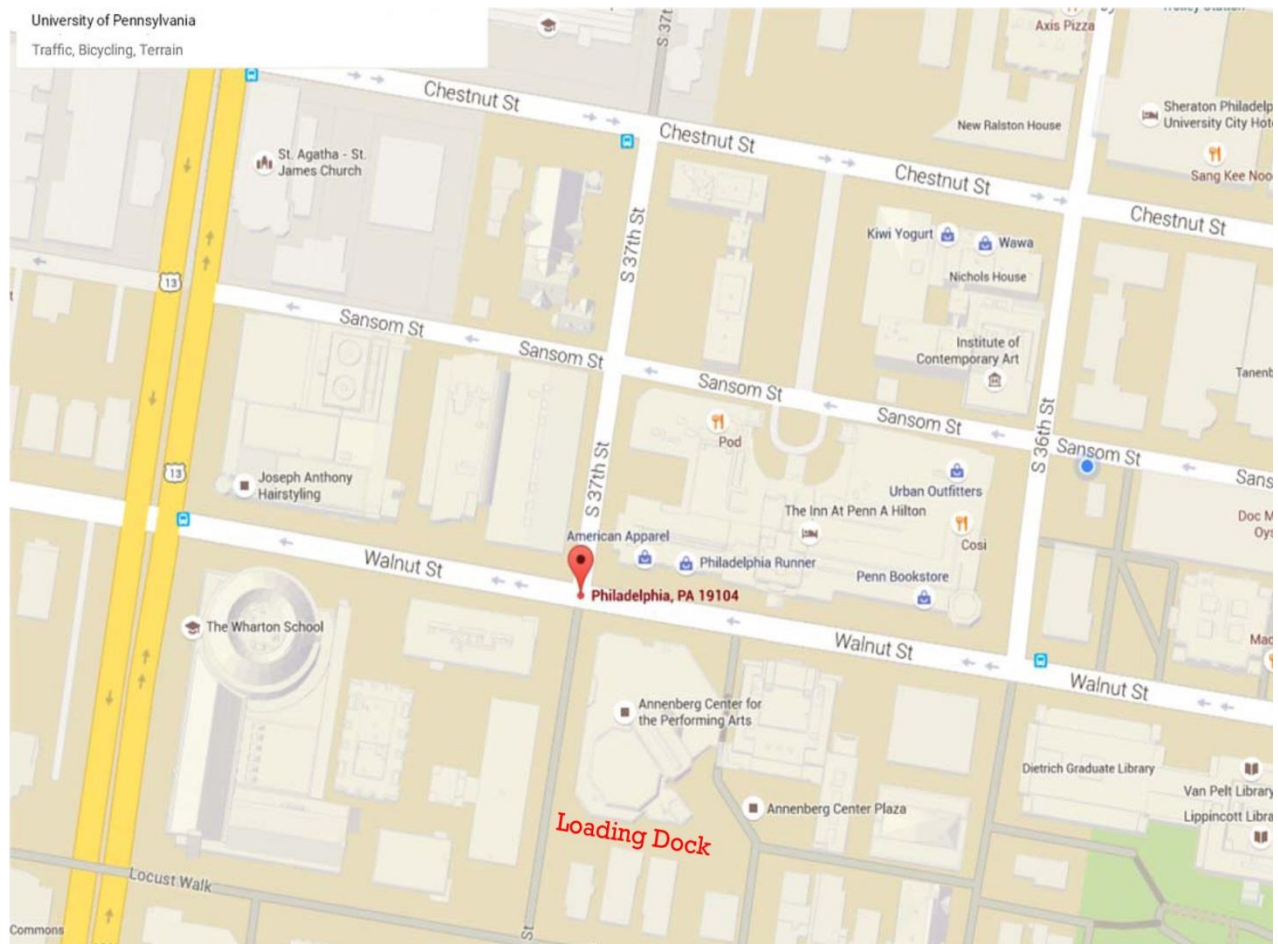 University of Pennsylvania
Traffic, Bicycling, Terrain
Axis Pizza
S 37th
Chestnut St
Chestnut St
Chestnut St
Chestnut St
New Ralston House
Sheraton Philadelp
University City Hot
Sang Kee Noo
St. Agatha - St.
James Church
S 37th St
Kiwi Yogurt
Wawa
Nichols House
13
Institute of
Contemporary Art
Sansom St
Sansom St
Sansom St
Sansom St
Sansom St
Sans
Tanenb
S 36th St
Pod
13
Joseph Anthony
Hairstyling
S 37th St
Urban Outfitters
The Inn At Penn A Hilton
Cosi
Doc M
Oys
American Apparel
Philadelphia Runner
Penn Bookstore
Walnut St
Philadelphia, PA 19104
The Wharton School
Walnut St
Mac
Walnut St
Annenberg Center for
the Performing Arts
Dietrich Graduate Library
Van Pelt Library
Lippincott Libra
Annenberg Center Plaza
Loading Dock
Locust Walk
Commons
St